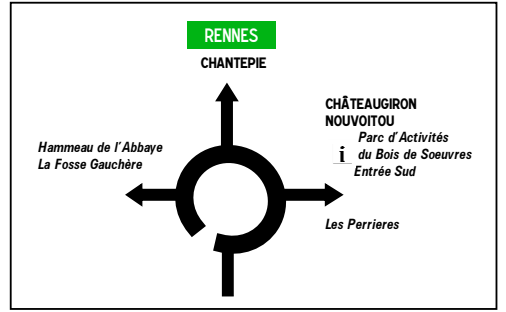 RENNES
CHANTEPIE
Hammeau de l'Abbaye
La Fosse Gauchère
CHÂTEAUGIRON
NOUVOITOU
Parc d'Activités
i du Bois de Soeuvres
Entrée Sud
Les Perrieres